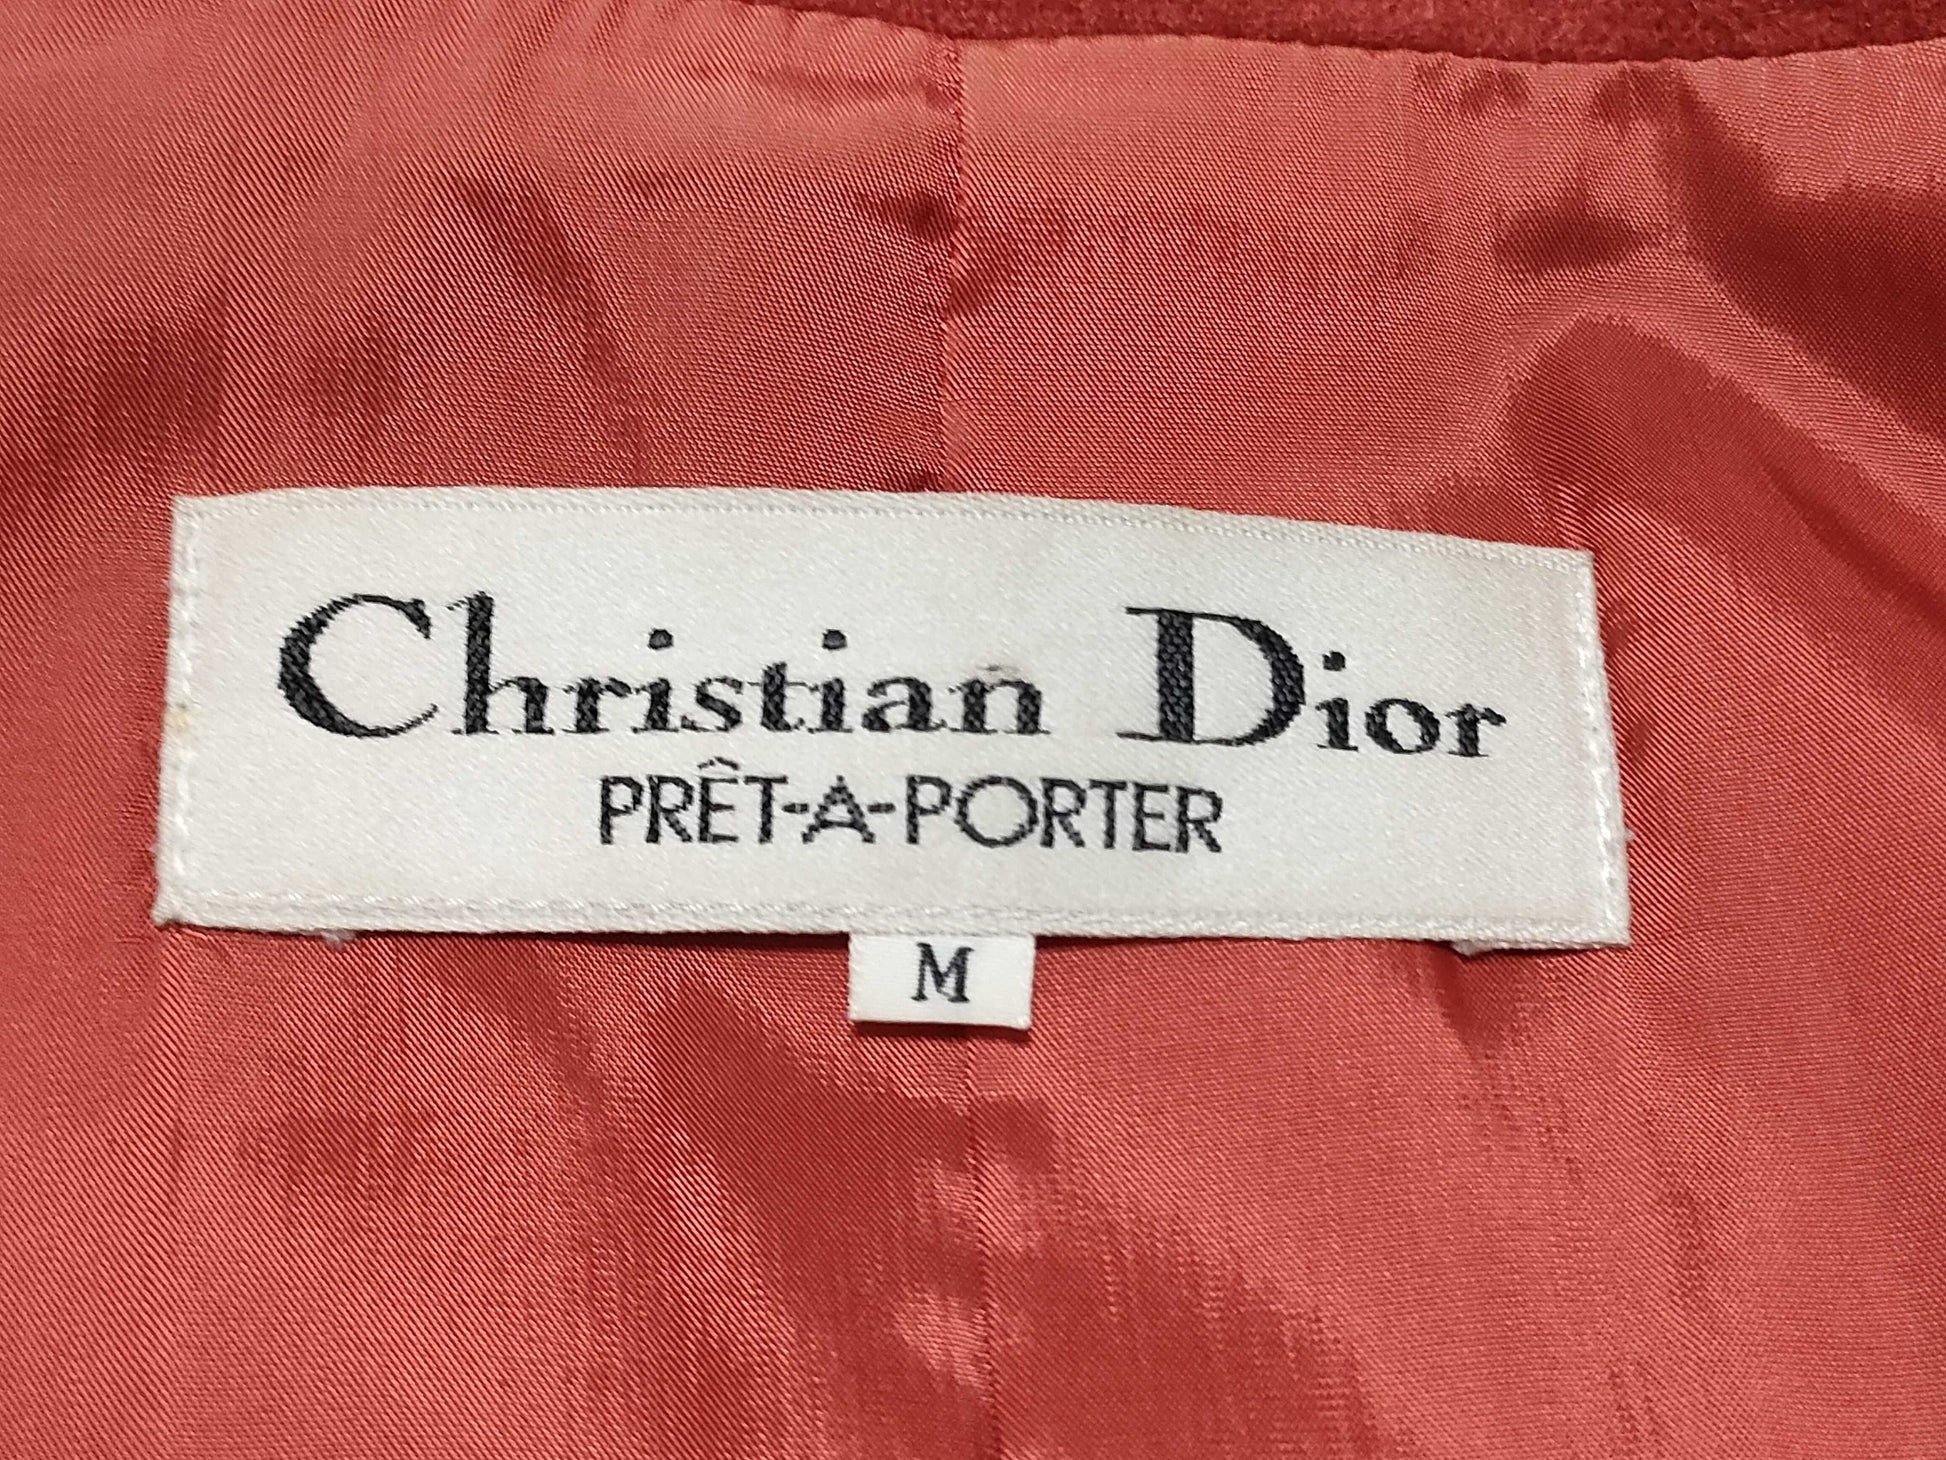 Christian Dior
PRÊT-A-PORTER
M